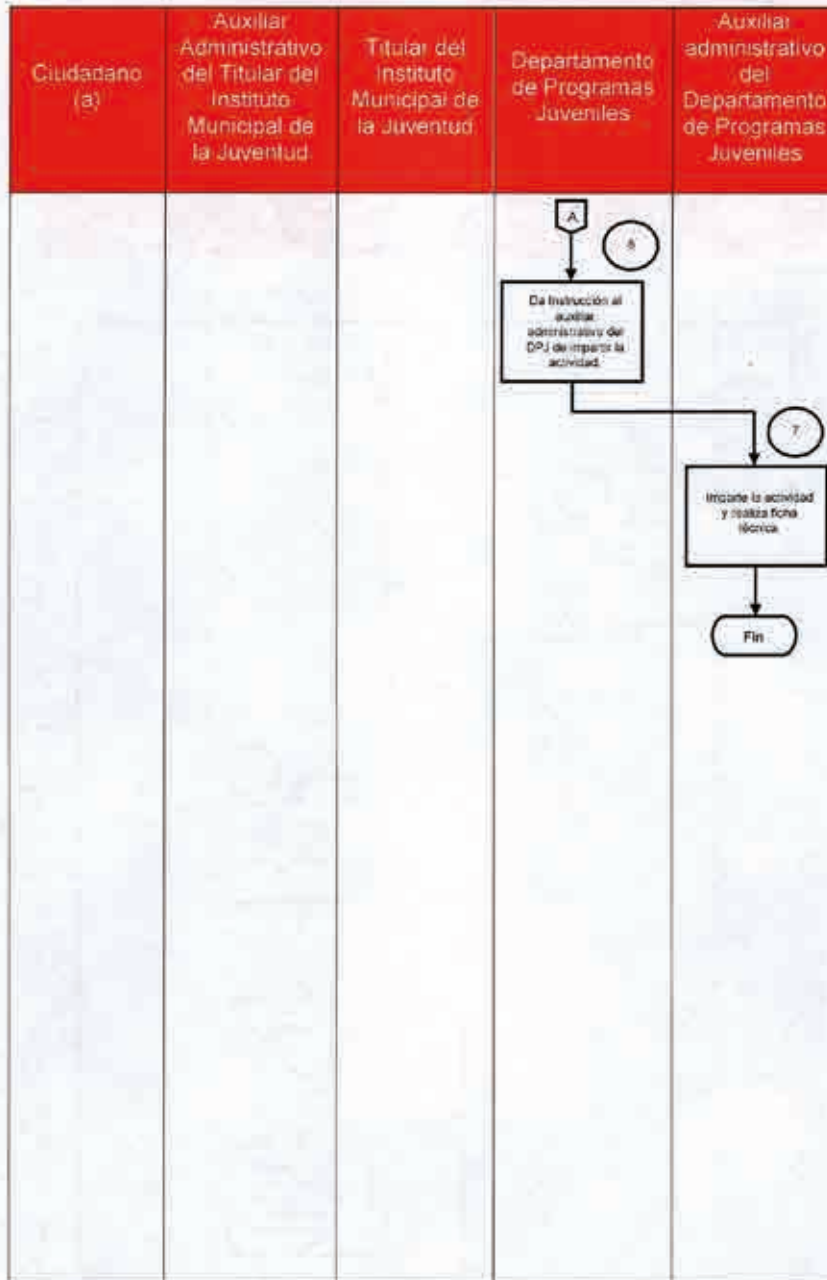 Ciudadano
(a)
Auxiliar
Administrativo
del Titular del
Instituto
Municipal de
la Juventud
Titular del
Instituto
Municipal de
la Juventud
Departamento
de Programas
Juveniles
Auxiliar
administrativo
del
Departamento
de Programas
Juveniles
A
Da Instrucción al
auxiliar
administrativo del
DPJ de impartir la
actividad.
7
Imparte la actividad
y realiza ficha
técnica.
Fin